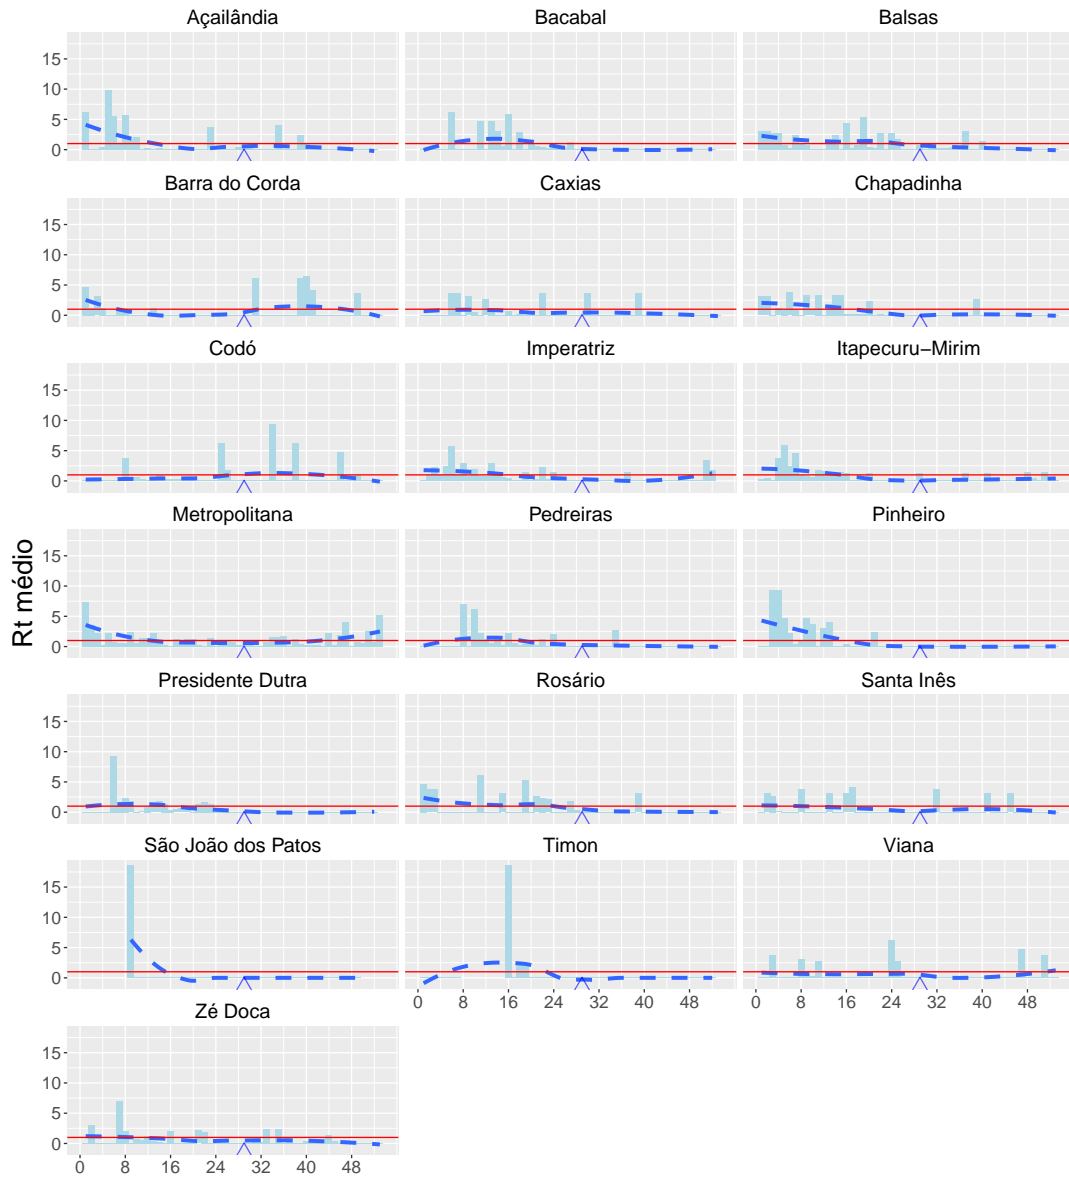 Açailândia Bacabal Balsas
15
10
5
0
Barra do Corda Caxias Chapadinha
15
10
5
0
Codó Imperatriz Itapecuru−Mirim
15
10
5
0
Metropolitana Pedreiras Pinheiro
15
10
5
0
Rt médio
Presidente Dutra Rosário Santa Inês
15
10
5
0
São João dos Patos Timon Viana
15
10
5
0
0 8 16 24 32 40 48 0 8 16 24 32 40 48
Zé Doca
15
10
5
0
0 8 16 24 32 40 48